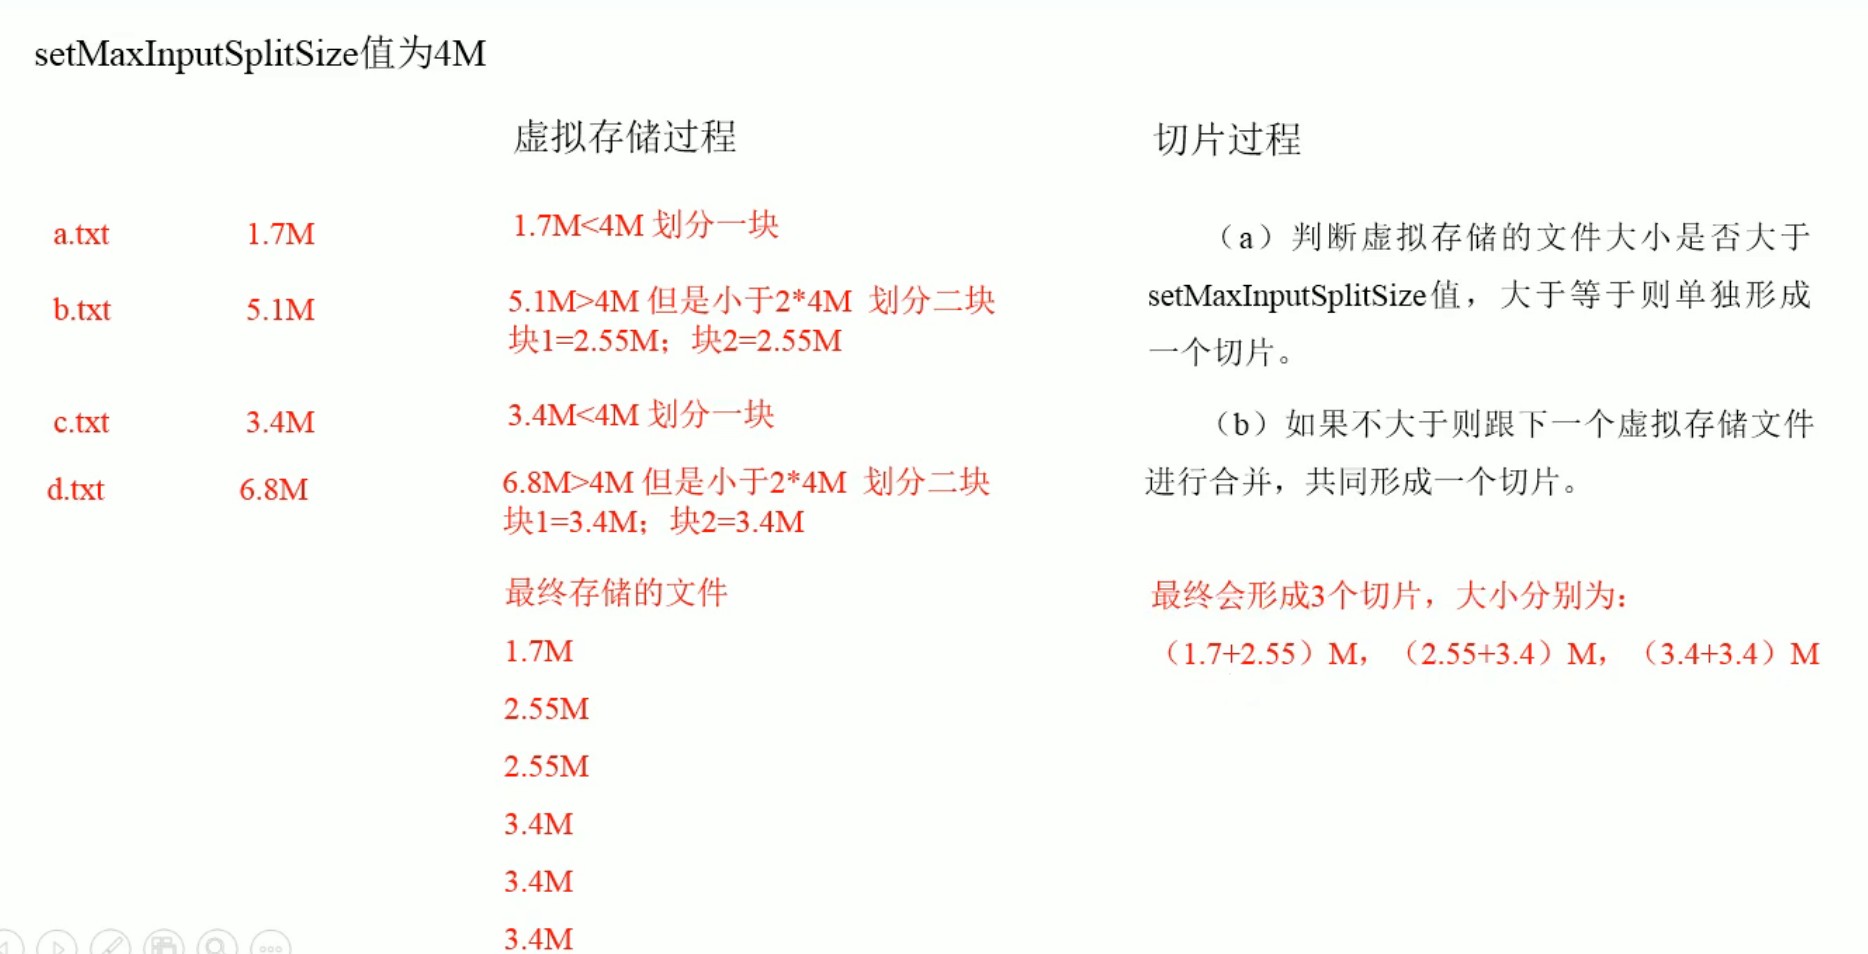 setMaxInputSplitSize值为4M
虚拟存储过程
切片过程
a.txt 1.7M 1.7M<4M 划分一块
b.txt 5.1M 5.1M>4M 但是小于2*4M 划分二块
块1=2.55M；块2=2.55M
c.txt 3.4M 3.4M<4M 划分一块
d.txt 6.8M 6.8M>4M 但是小于2*4M 划分二块
块1=3.4M；块2=3.4M
最终存储的文件
1.7M
2.55M
2.55M
3.4M
3.4M
3.4M
（a）判断虚拟存储的文件大小是否大于
setMaxInputSplitSize值，大于等于则单独形成
一个切片。
（b）如果不大于则跟下一个虚拟存储文件
进行合并，共同形成一个切片。
最终会形成3个切片，大小分别为：
（1.7+2.55）M，（2.55+3.4）M，（3.4+3.4）M